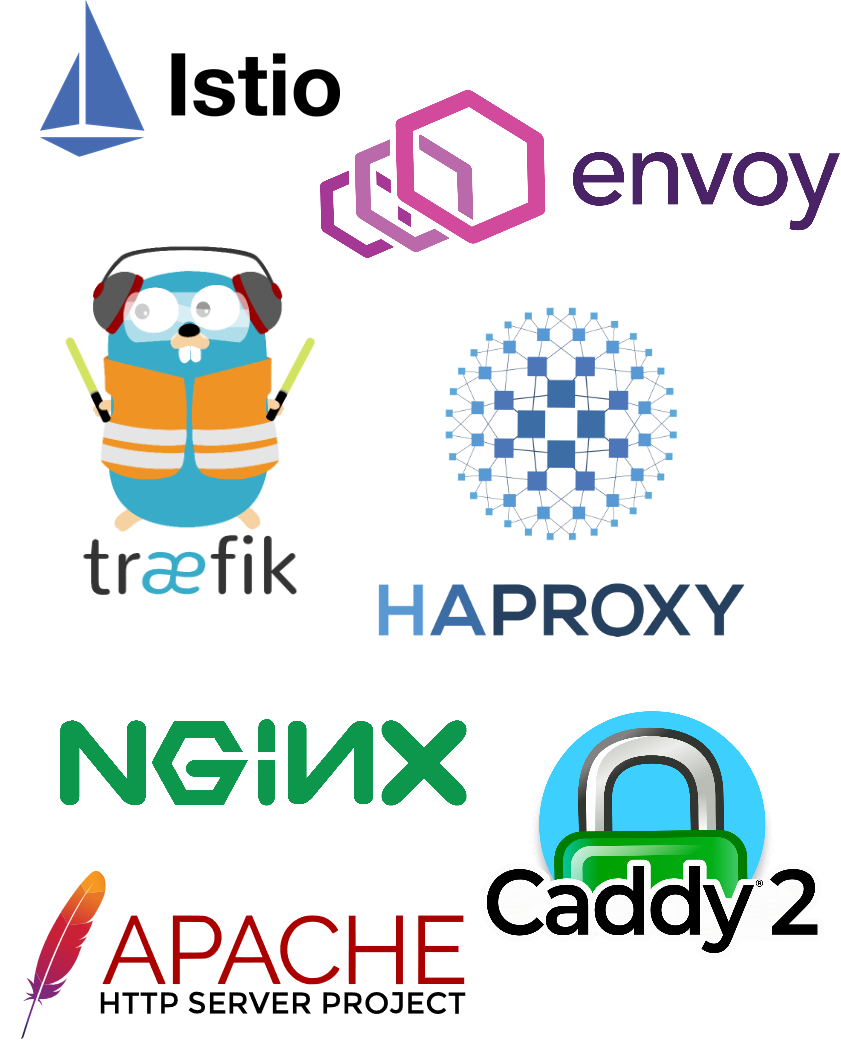 Istio
envoy
træfik
HAPROXY
NGiNX
Caddy® 2
APACHE
HTTP SERVER PROJECT